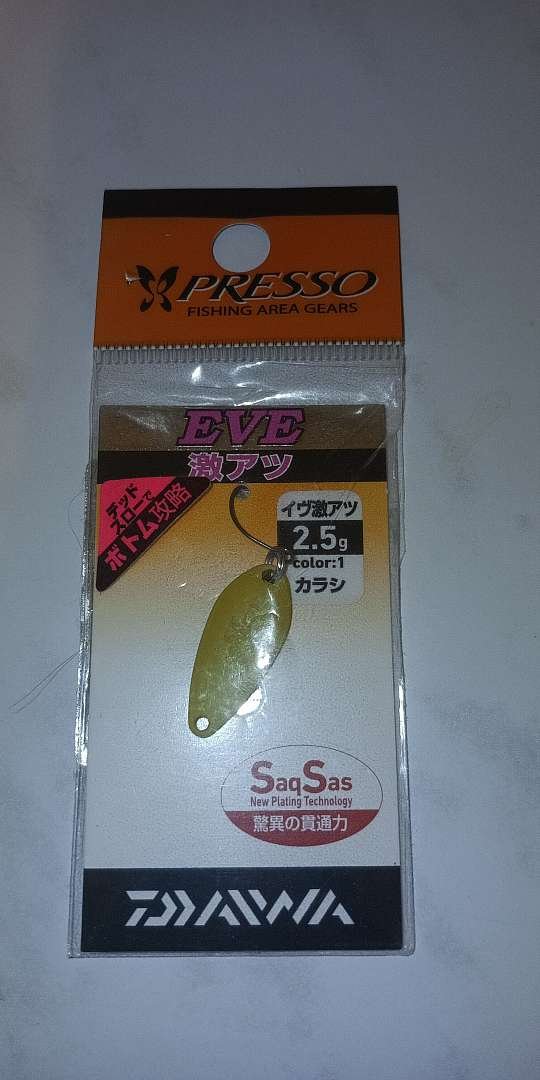 PRESSO
FISHING AREA GEARS
EVE
激アツ
デッド
スローで
ボトム攻略
イヴ激アツ
2.5g
color:1
カラシ
SaqSas
New Plating Technology
驚異の貫通力
DAIWA